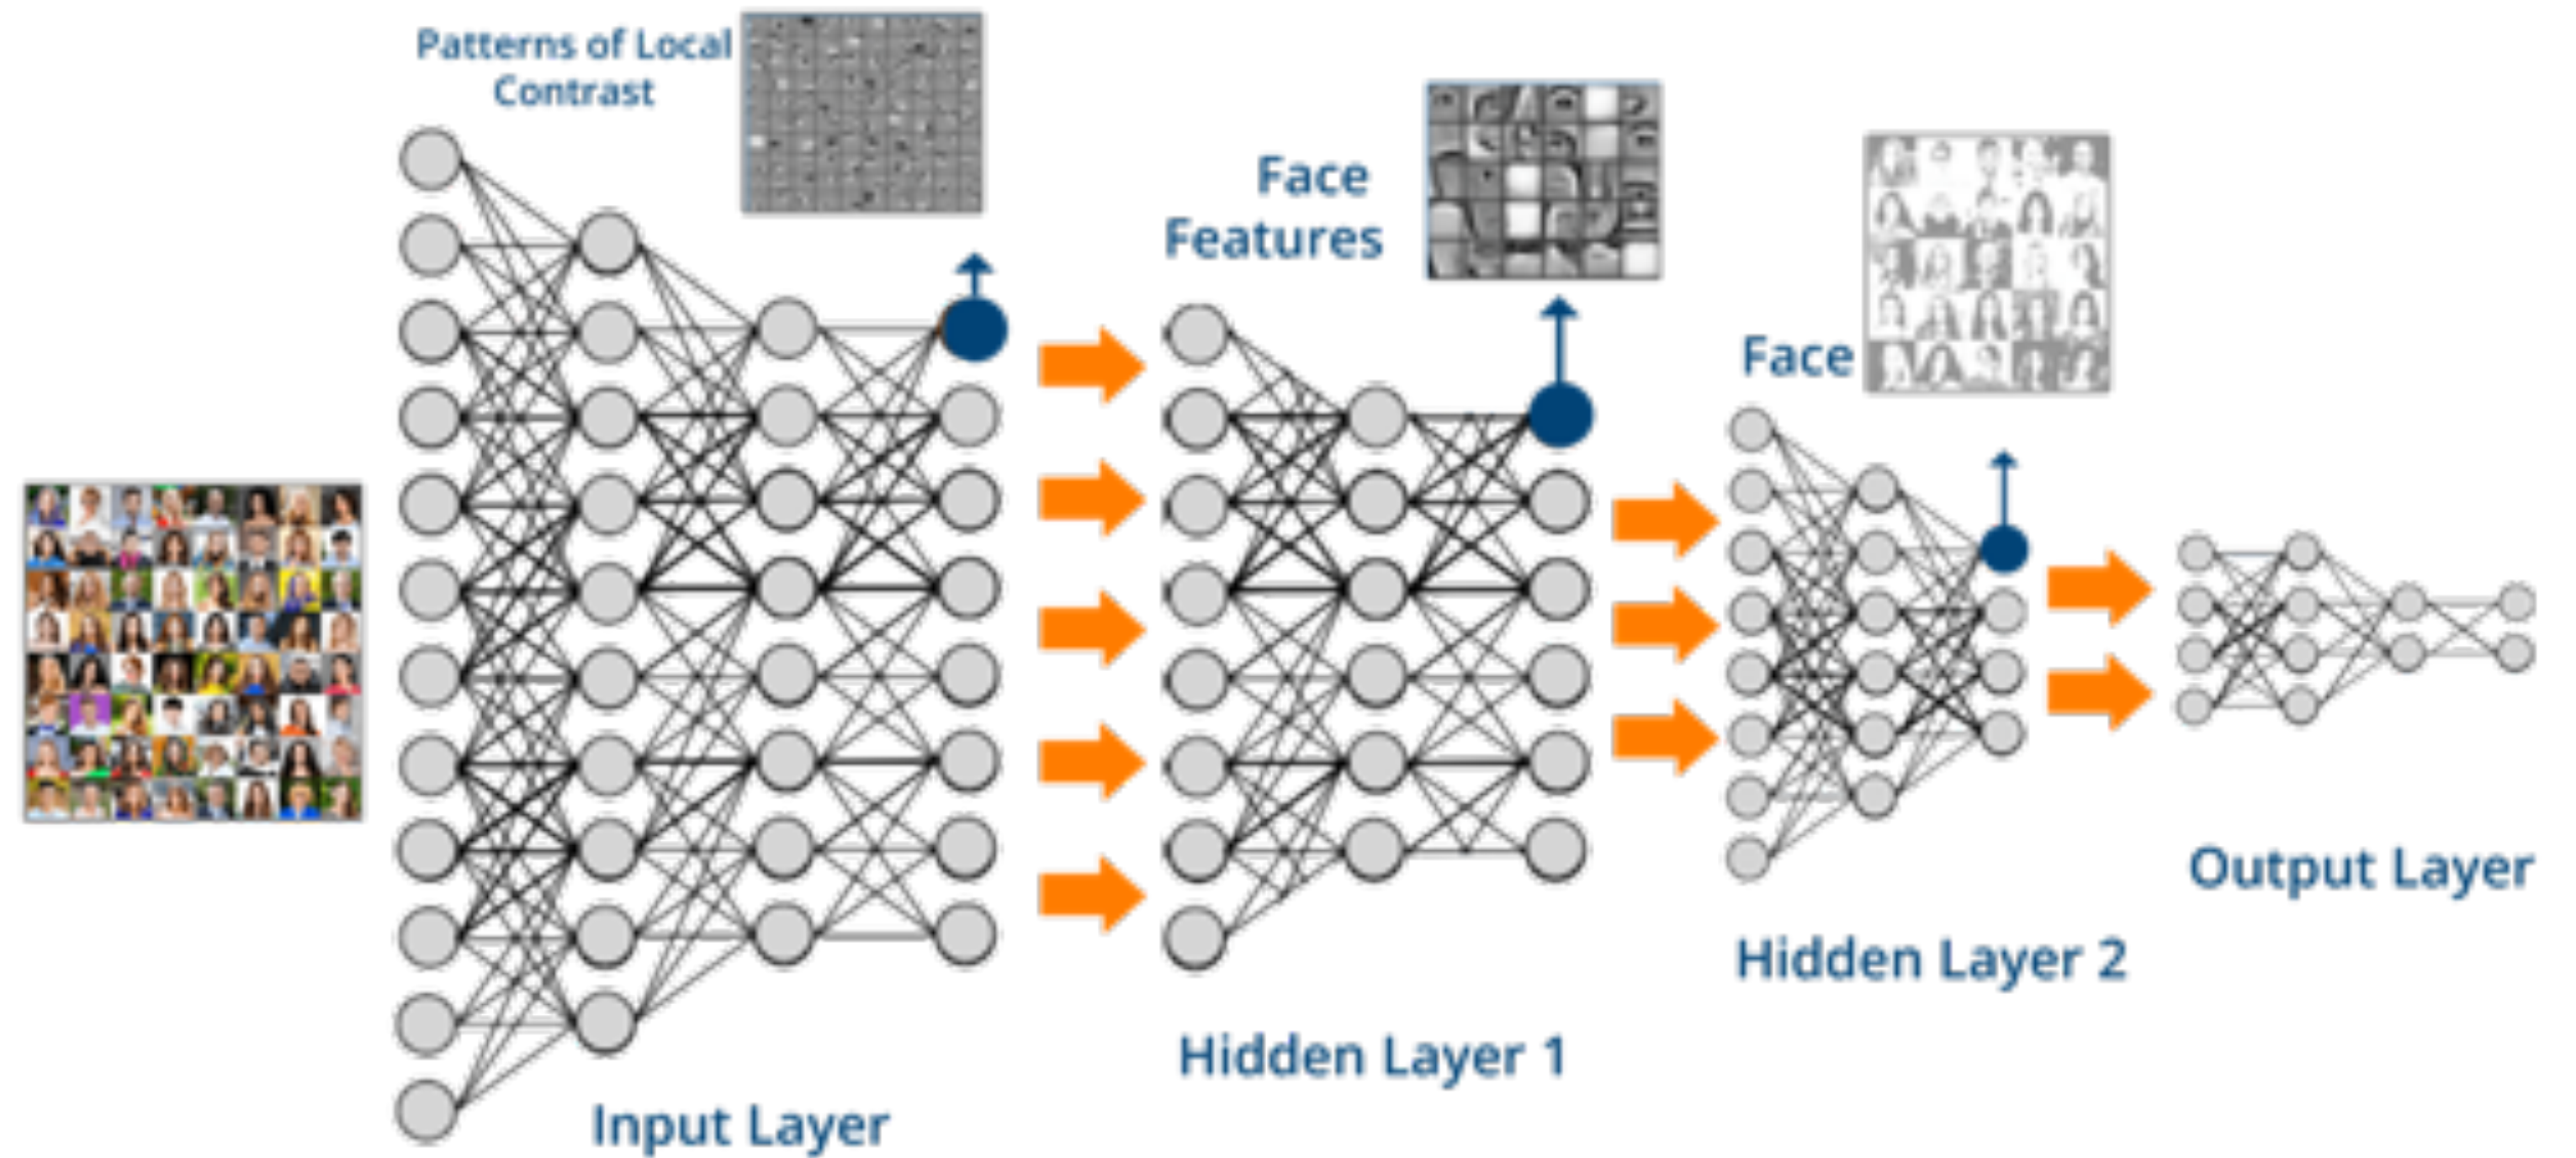 Patterns of Local
Contrast
Face
Features
Face
Input Layer
Hidden Layer 1
Hidden Layer 2
Output Layer